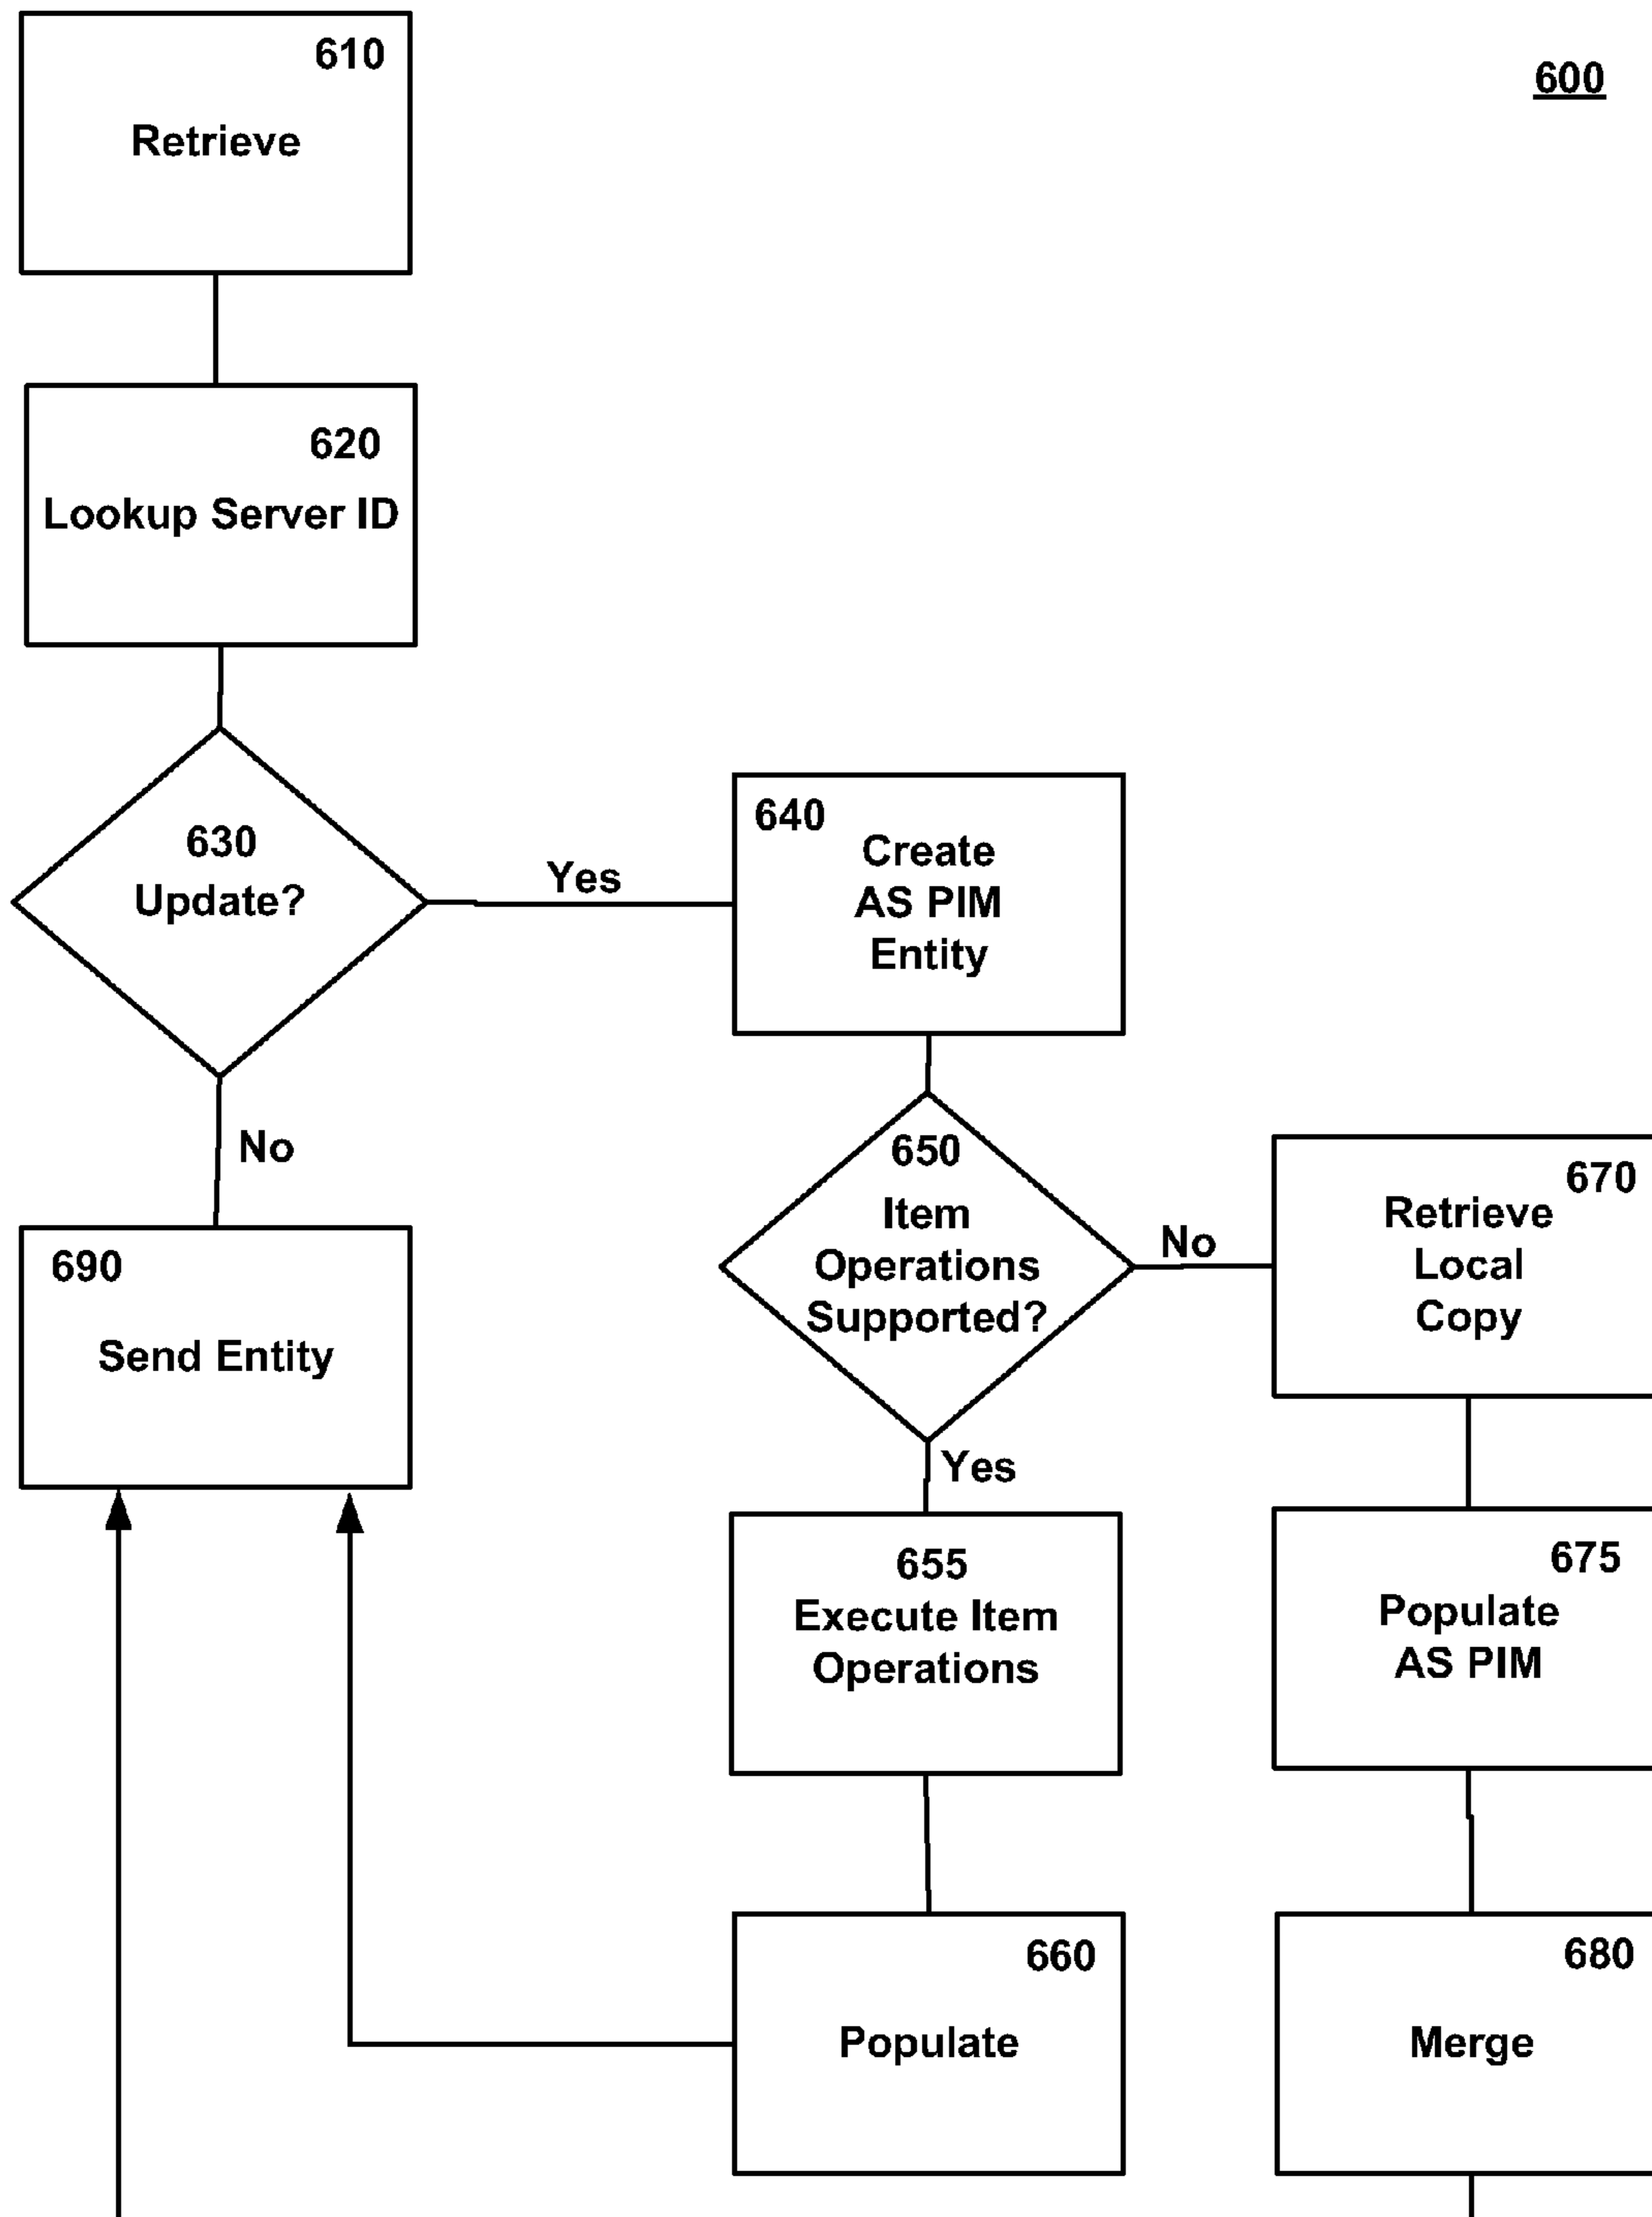 610
Retrieve
600
620
Lookup Server ID
630
Update?
Yes
640
Create
AS PIM
Entity
No
690
Send Entity
650
Item
Operations
Supported?
No
670
Retrieve
Local
Copy
Yes
655
Execute Item
Operations
675
Populate
AS PIM
660
Populate
680
Merge